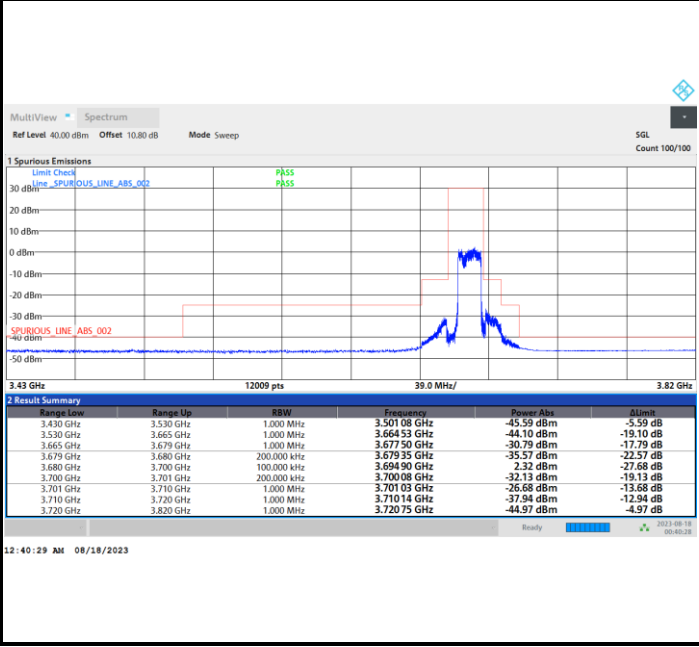 MultiView Spectrum
Ref Level 40.00 dBm Offset 10.80 dB Mode Sweep SGL
Count 100/100
1 Spurious Emissions
Limit Check PASS
Line _SPURIOUS_LINE_ABS_002 PASS
30 dBm
20 dBm
10 dBm
0 dBm
-10 dBm
-20 dBm
-30 dBm
_SPURIOUS_LINE_ABS_002
-40 dBm
-50 dBm
3.43 GHz 12009 pts 39.0 MHz/ 3.82 GHz
2 Result Summary
Range Low Range Up RBW Frequency Power Abs ΔLimit
3.430 GHz 3.530 GHz 1.000 MHz 3.501 08 GHz -45.59 dBm -5.59 dB
3.530 GHz 3.665 GHz 1.000 MHz 3.664 53 GHz -44.10 dBm -19.10 dB
3.665 GHz 3.679 GHz 1.000 MHz 3.677 50 GHz -30.79 dBm -17.79 dB
3.679 GHz 3.680 GHz 200.000 kHz 3.679 35 GHz -35.57 dBm -22.57 dB
3.680 GHz 3.700 GHz 100.000 kHz 3.694 90 GHz 2.32 dBm -27.68 dB
3.700 GHz 3.701 GHz 200.000 kHz 3.700 08 GHz -32.13 dBm -19.13 dB
3.701 GHz 3.710 GHz 1.000 MHz 3.701 03 GHz -26.68 dBm -13.68 dB
3.710 GHz 3.720 GHz 1.000 MHz 3.710 14 GHz -37.94 dBm -12.94 dB
3.720 GHz 3.820 GHz 1.000 MHz 3.720 75 GHz -44.97 dBm -4.97 dB
Ready 2023-08-18
00:40:28
12:40:29 AM 08/18/2023